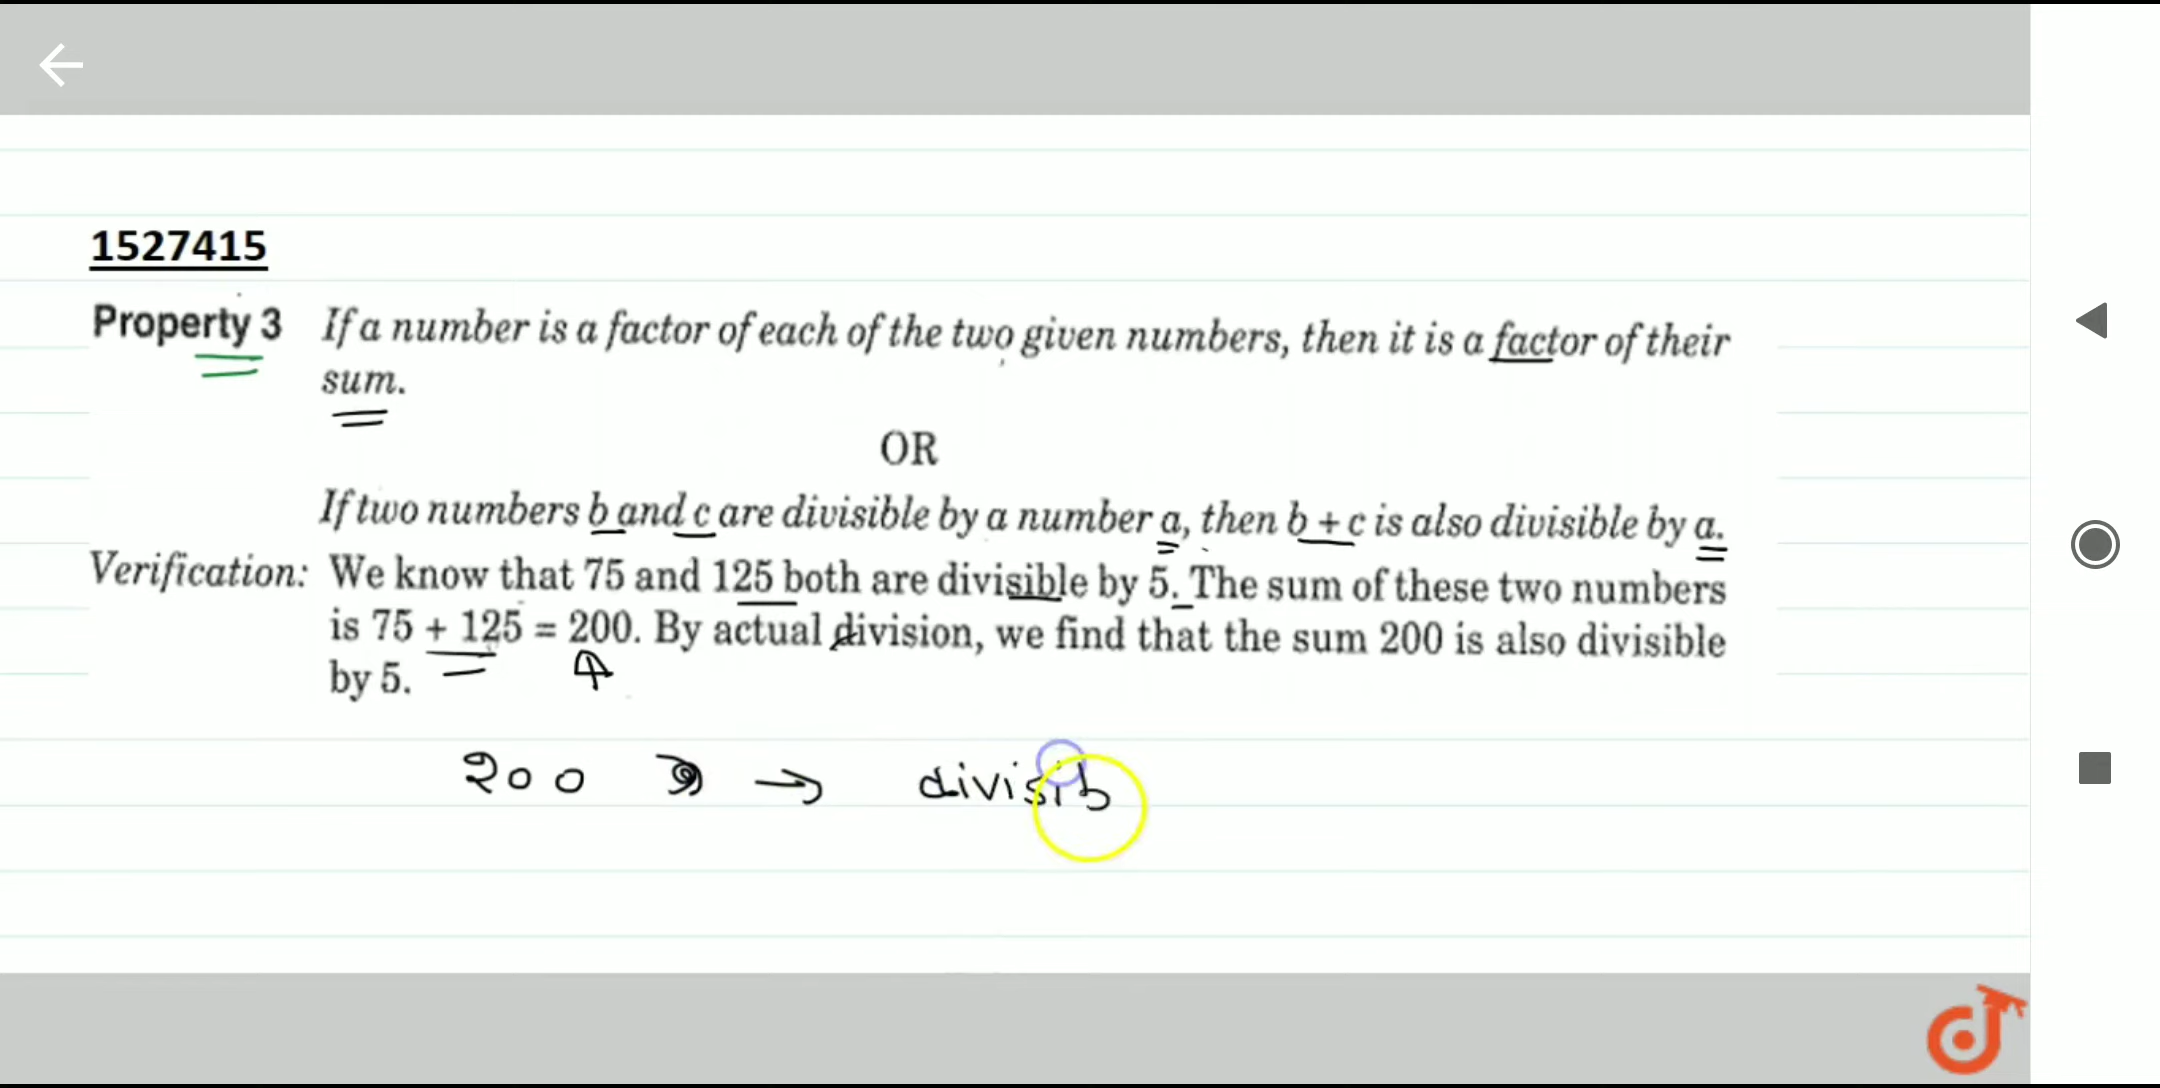 1527415
Property 3 If a number is a factor of each of the two given numbers, then it is a factor of their
sum.
OR
If two numbers b and c are divisible by a number a, then b + c is also divisible by a.
Verification: We know that 75 and 125 both are divisible by 5. The sum of these two numbers
is 75 + 125 = 200. By actual division, we find that the sum 200 is also divisible
by 5.
200 → divisib